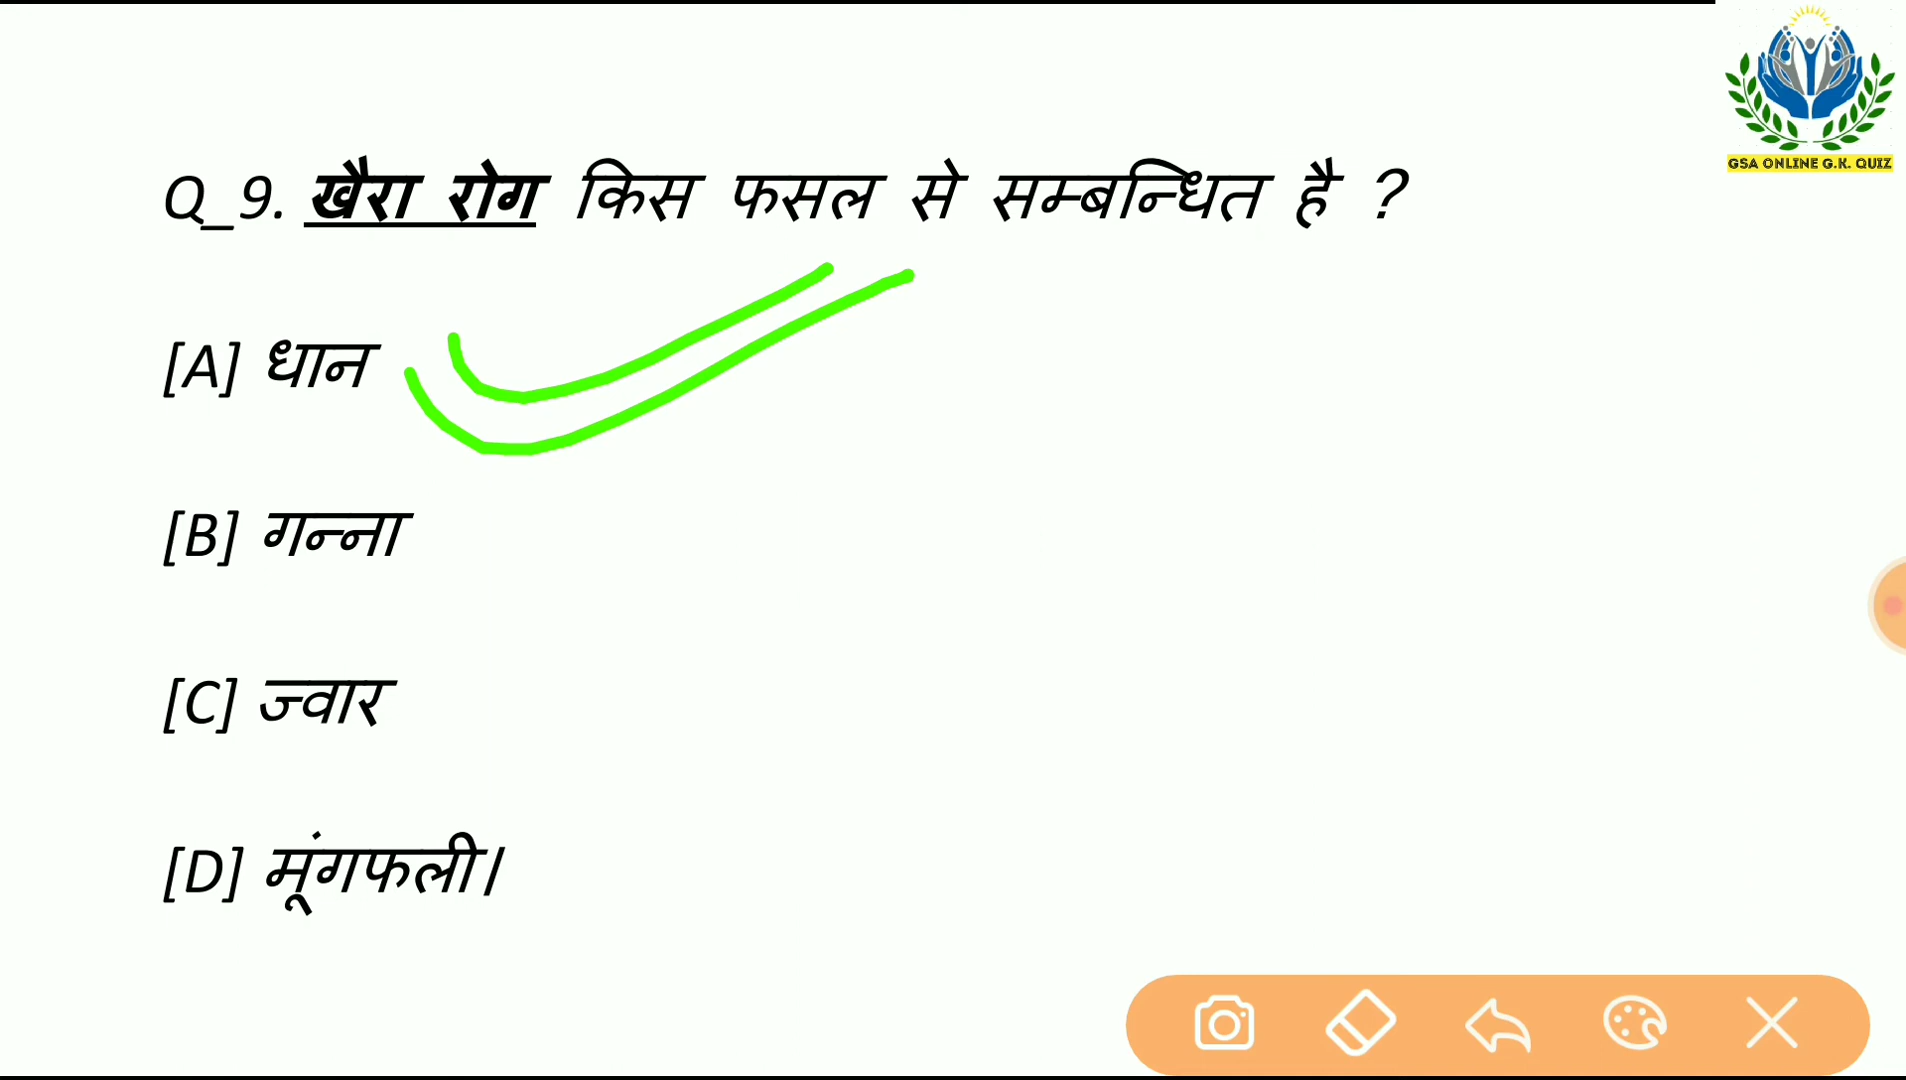 GSA ONLINE G.K. QUIZ
Q_9. खैरा रोग किस फसल से सम्बन्धित है ?
[A] धान
[B] गन्ना
[C] ज्वार
[D] मूंगफली।